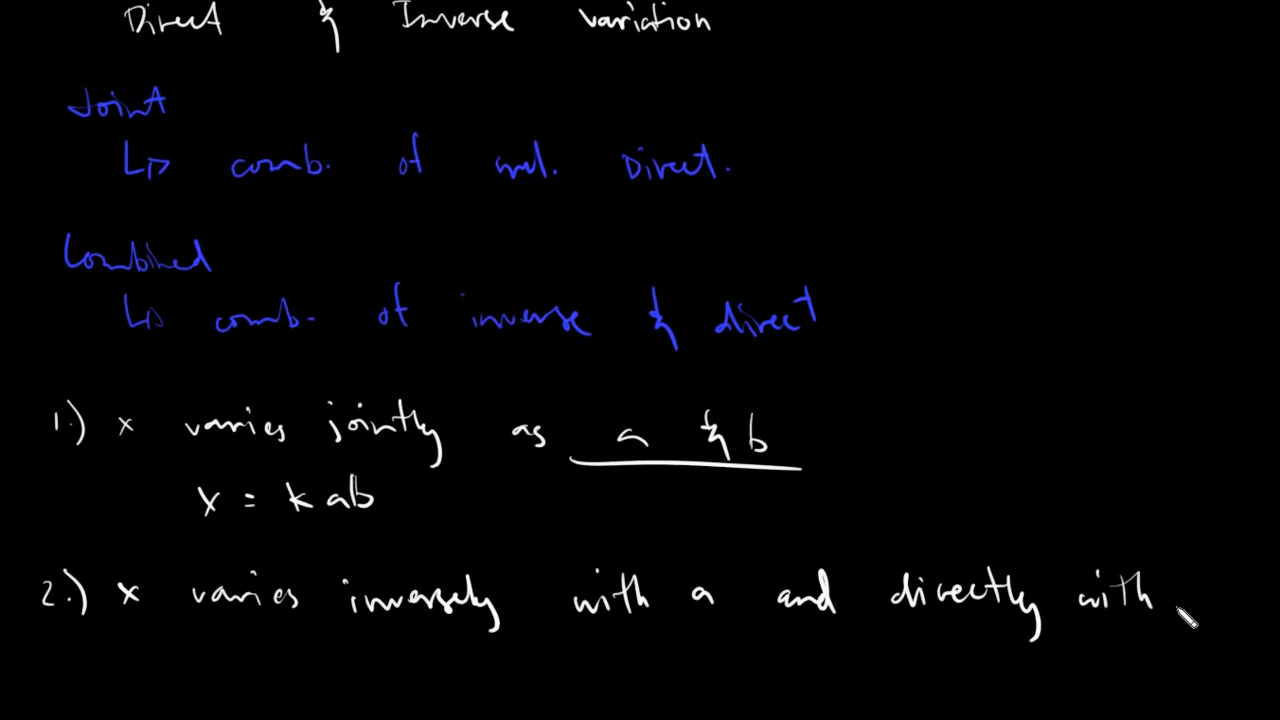 Direct & Inverse variation
Joint
↳ comb. of mul. Direct.
Combined
↳ comb. of inverse & direct
1.) x varies jointly as a & b
x = kab
2.) x varies inversely with a and directly with